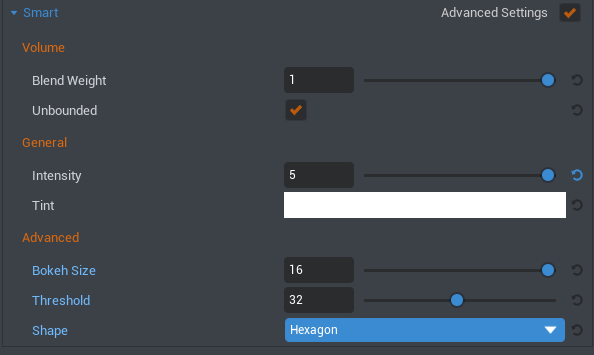 Smart Advanced Settings
Volume
Blend Weight 1
Unbounded
General
Intensity 5
Tint
Advanced
Bokeh Size 16
Threshold 32
Shape Hexagon